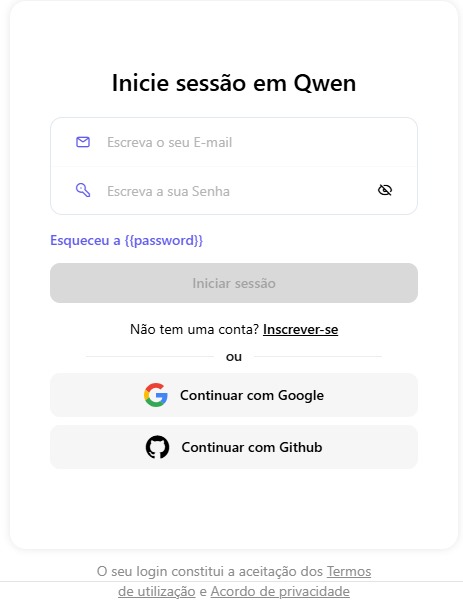 Inicie sessão em Qwen
Escreva o seu E-mail
Escreva a sua Senha
Esqueceu a {{password}}
Iniciar sessão
Não tem uma conta? Inscrever-se
ou
Continuar com Google
Continuar com Github
O seu login constitui a aceitação dos Termos
de utilização e Acordo de privacidade